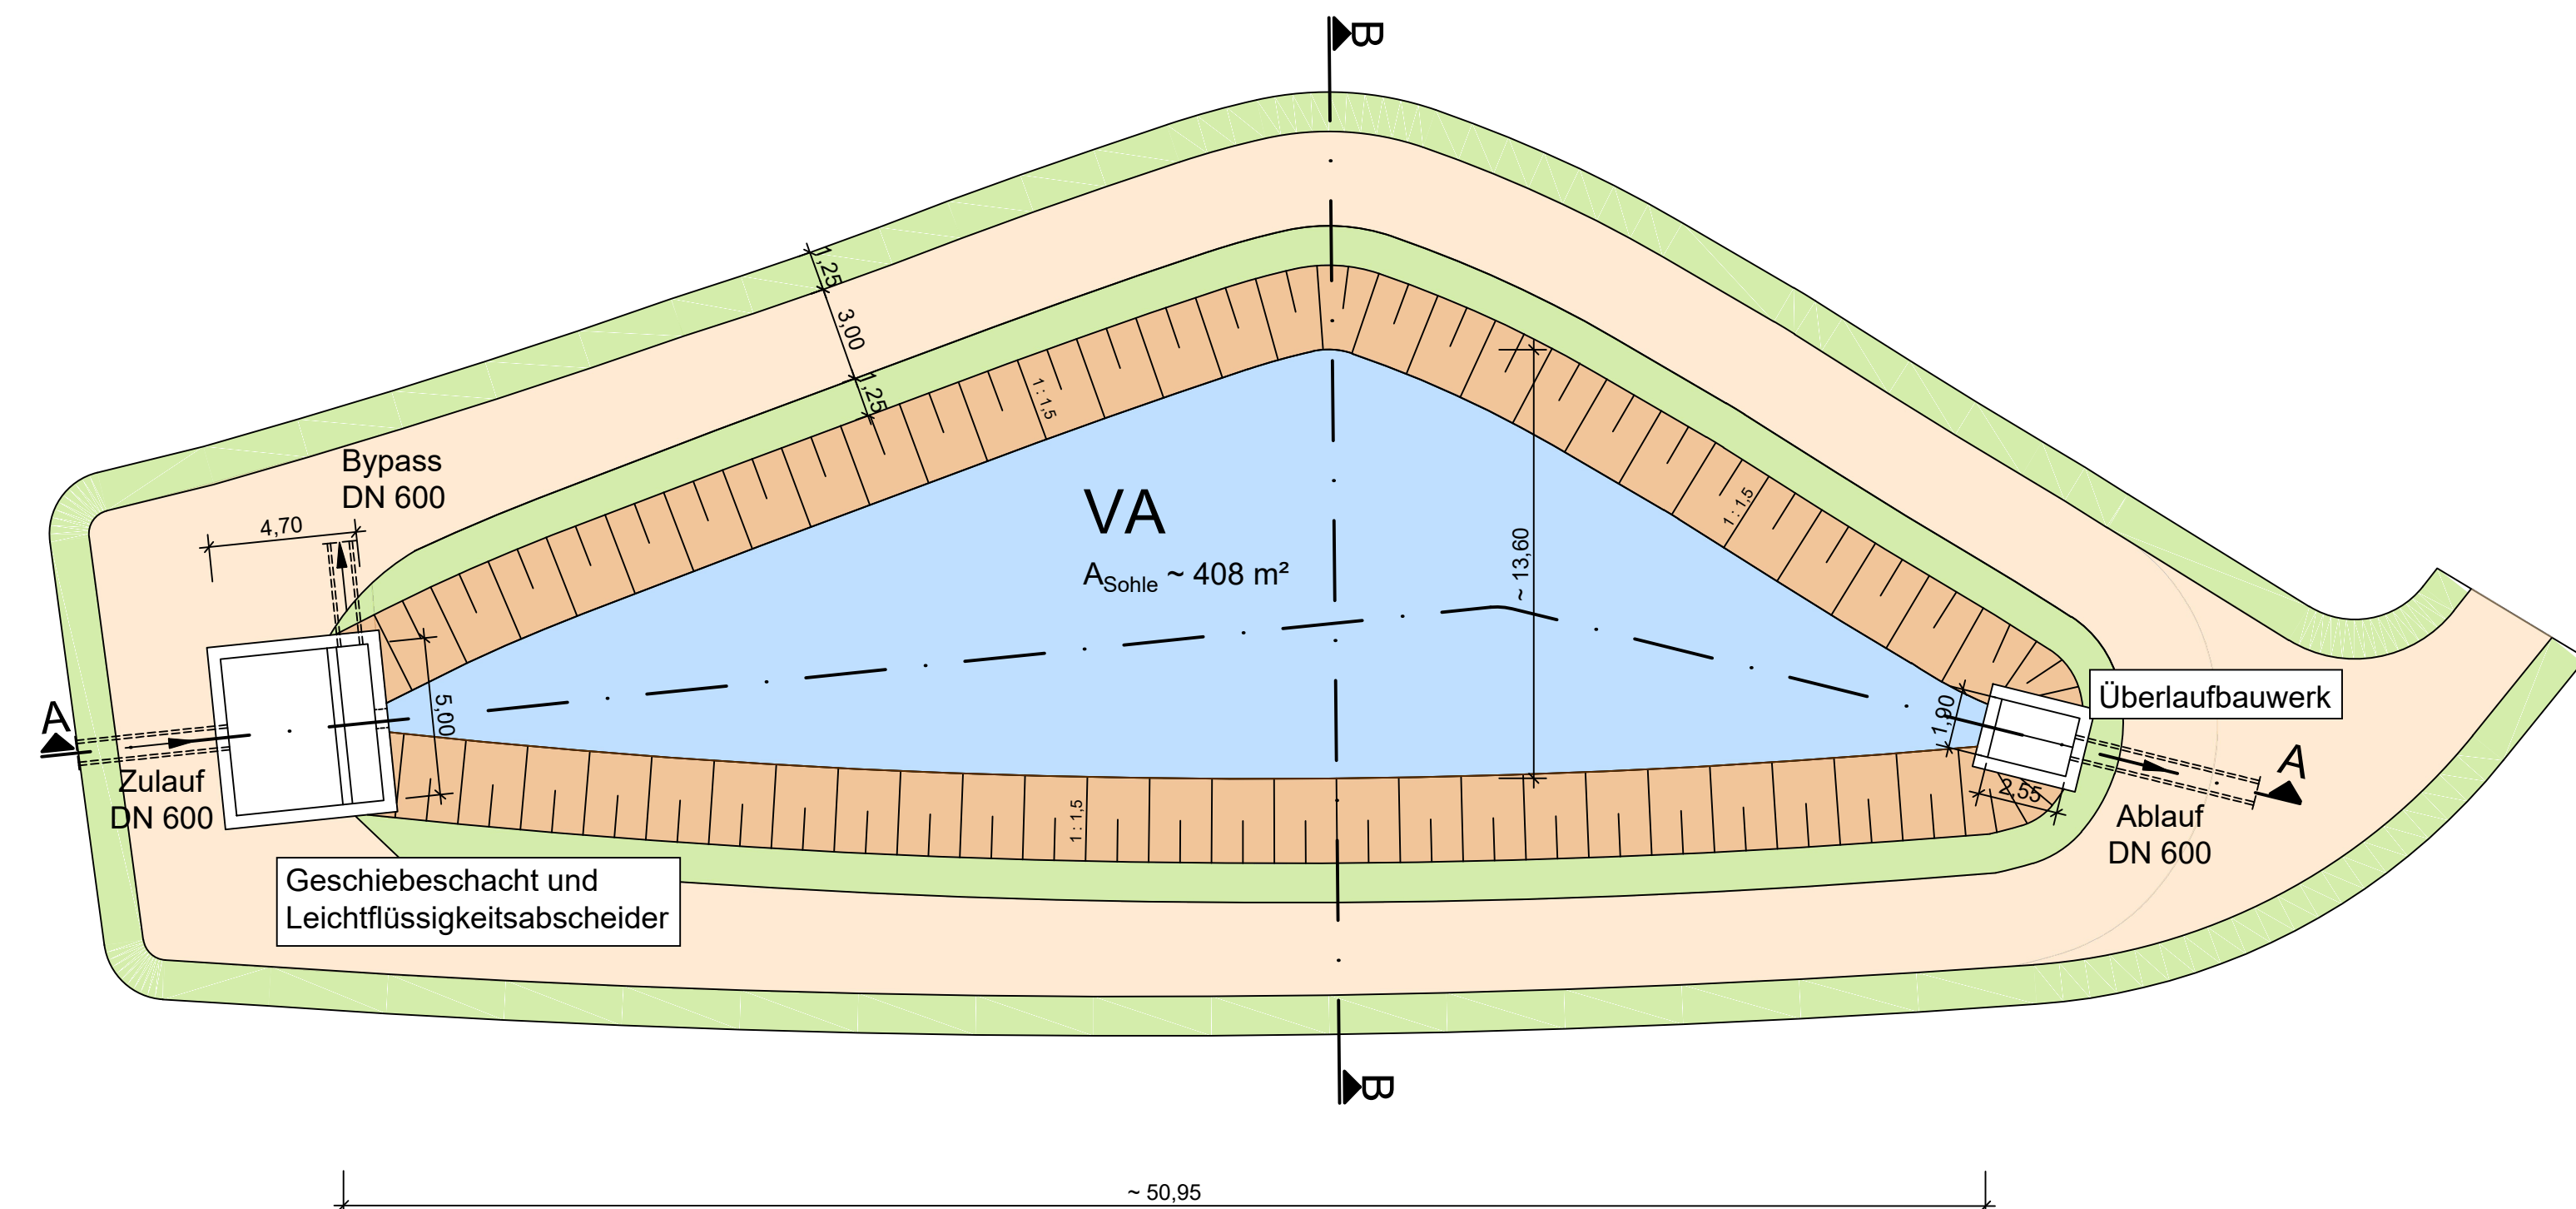 B
1,25
3,00
1,25
1 : 1,5
Bypass
DN 600
4,70
VA
ASohle ~ 408 m²
~ 13,60
1 : 1,5
5,00
1,90
Überlaufbauwerk
A
Zulauf
DN 600
A
2,55
Ablauf
DN 600
1 : 1,5
Geschiebeschacht und
Leichtflüssigkeitsabscheider
B
~ 50,95